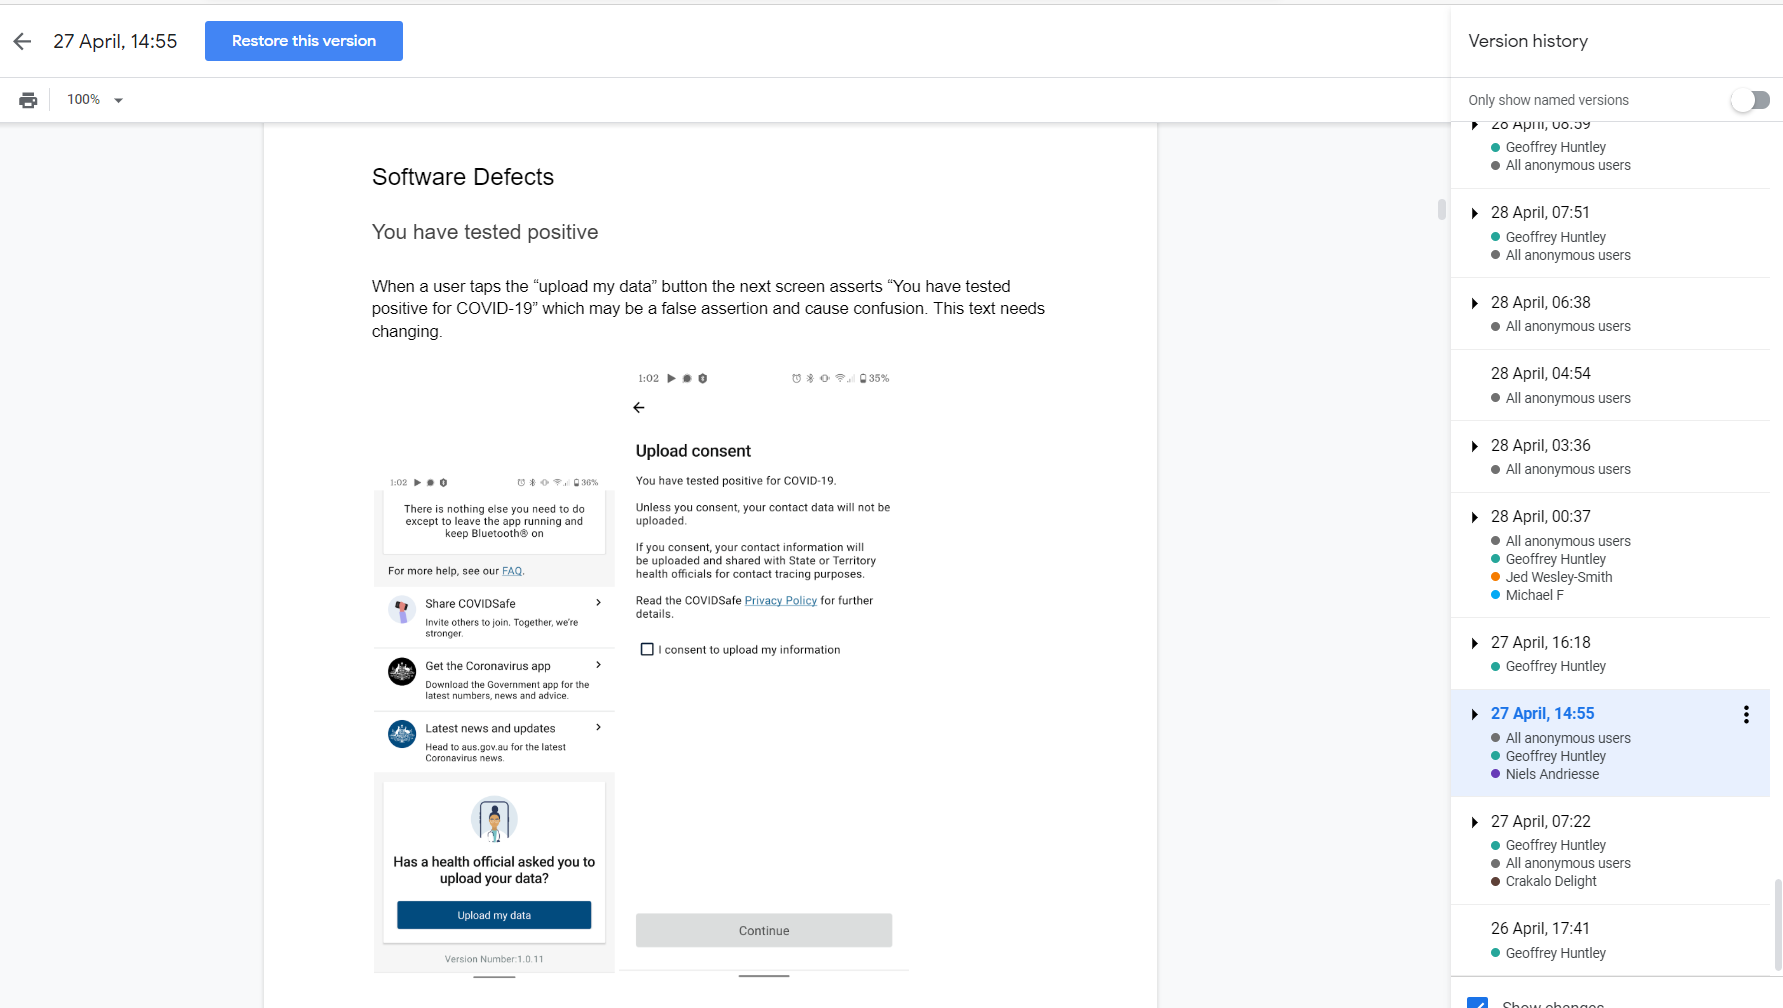 27 April, 14:55
Restore this version
100%
Software Defects
You have tested positive
When a user taps the “upload my data” button the next screen asserts “You have tested
positive for COVID-19” which may be a false assertion and cause confusion. This text needs
changing.
1:02
36%
There is nothing else you need to do
except to leave the app running and
keep Bluetooth® on
For more help, see our FAQ.
Share COVIDSafe
Invite others to join. Together, we're
stronger.
Get the Coronavirus app
Download the Government app for the
latest numbers, news and advice.
Latest news and updates
Head to aus.gov.au for the latest
Coronavirus news.
Has a health official asked you to
upload your data?
Upload my data
Version Number:1.0.11
1:02
35%
Upload consent
You have tested positive for COVID-19.
Unless you consent, your contact data will not be
uploaded.
If you consent, your contact information will
be uploaded and shared with State or Territory
health officials for contact tracing purposes.
Read the COVIDSafe Privacy Policy for further
details.
I consent to upload my information
Continue
Version history
Only show named versions
28 April, 08:59
Geoffrey Huntley
All anonymous users
28 April, 07:51
Geoffrey Huntley
All anonymous users
28 April, 06:38
All anonymous users
28 April, 04:54
All anonymous users
28 April, 03:36
All anonymous users
28 April, 00:37
All anonymous users
Geoffrey Huntley
Jed Wesley-Smith
Michael F
27 April, 16:18
Geoffrey Huntley
27 April, 14:55
All anonymous users
Geoffrey Huntley
Niels Andriesse
27 April, 07:22
Geoffrey Huntley
All anonymous users
Crakalo Delight
26 April, 17:41
Geoffrey Huntley
Show changes